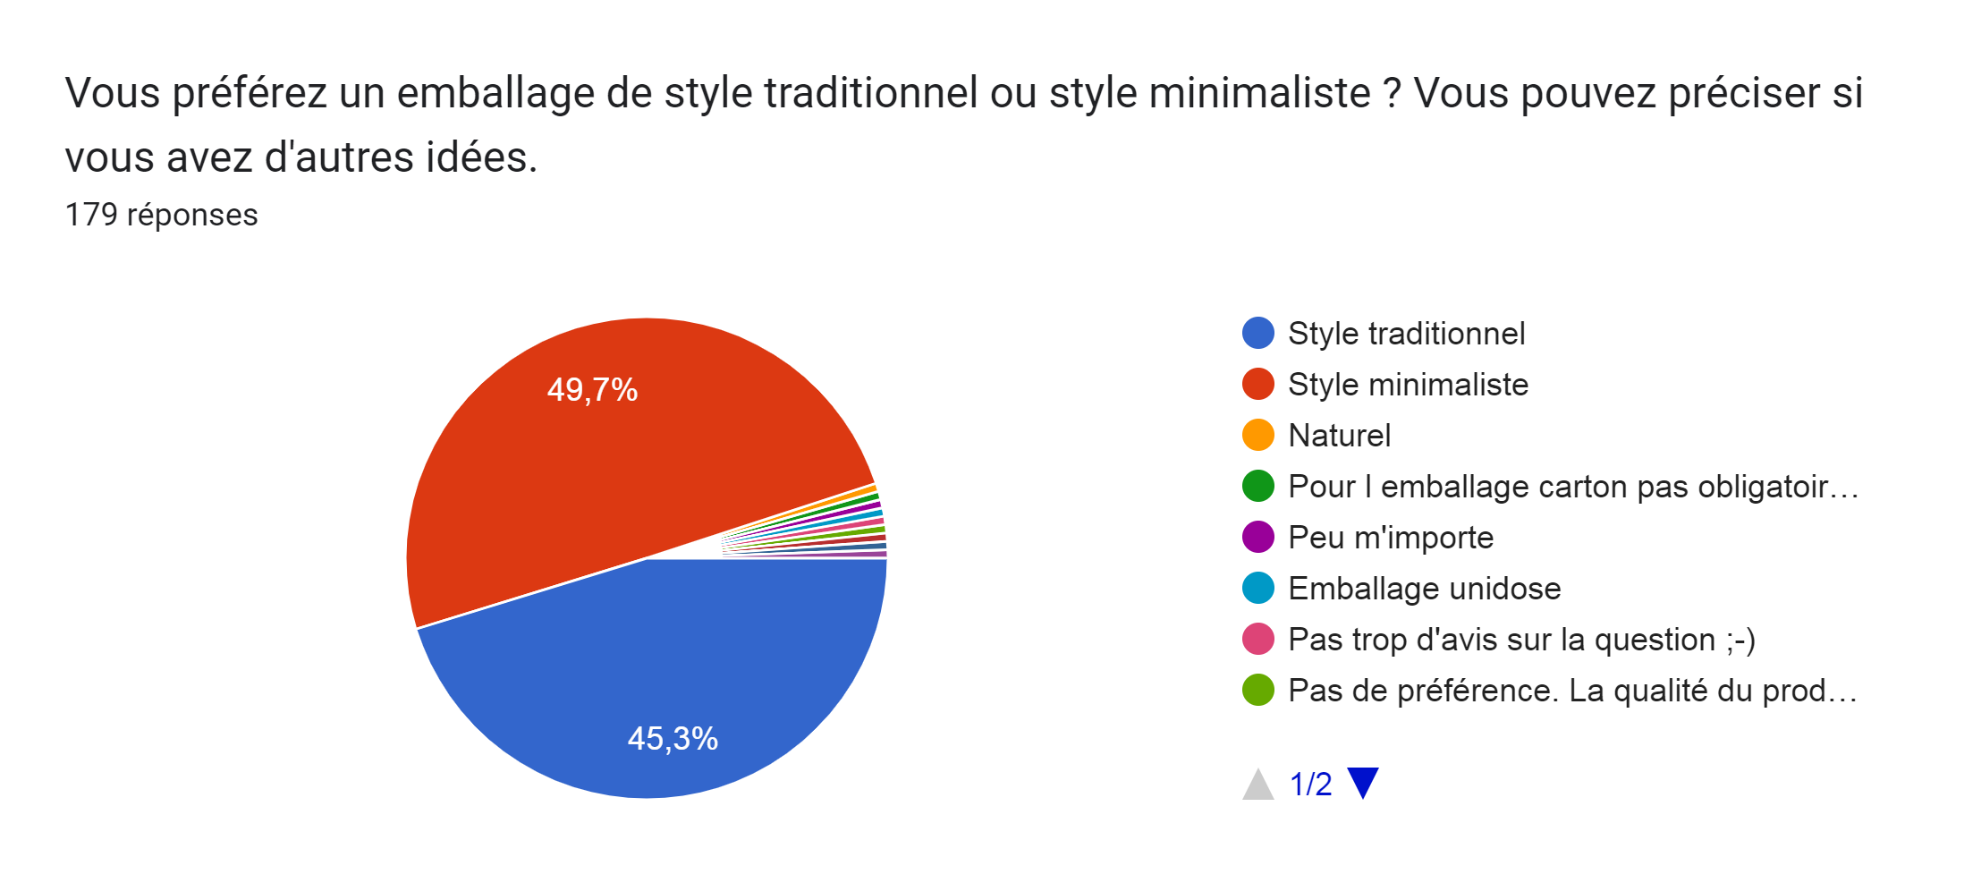 Vous préférez un emballage de style traditionnel ou style minimaliste ? Vous pouvez préciser si
vous avez d'autres idées.
179 réponses
49,7%
45,3%
Style traditionnel
Style minimaliste
Naturel
Pour l emballage carton pas obligatoir…
Peu m'importe
Emballage unidose
Pas trop d'avis sur la question ;-)
Pas de préférence. La qualité du prod…
1/2